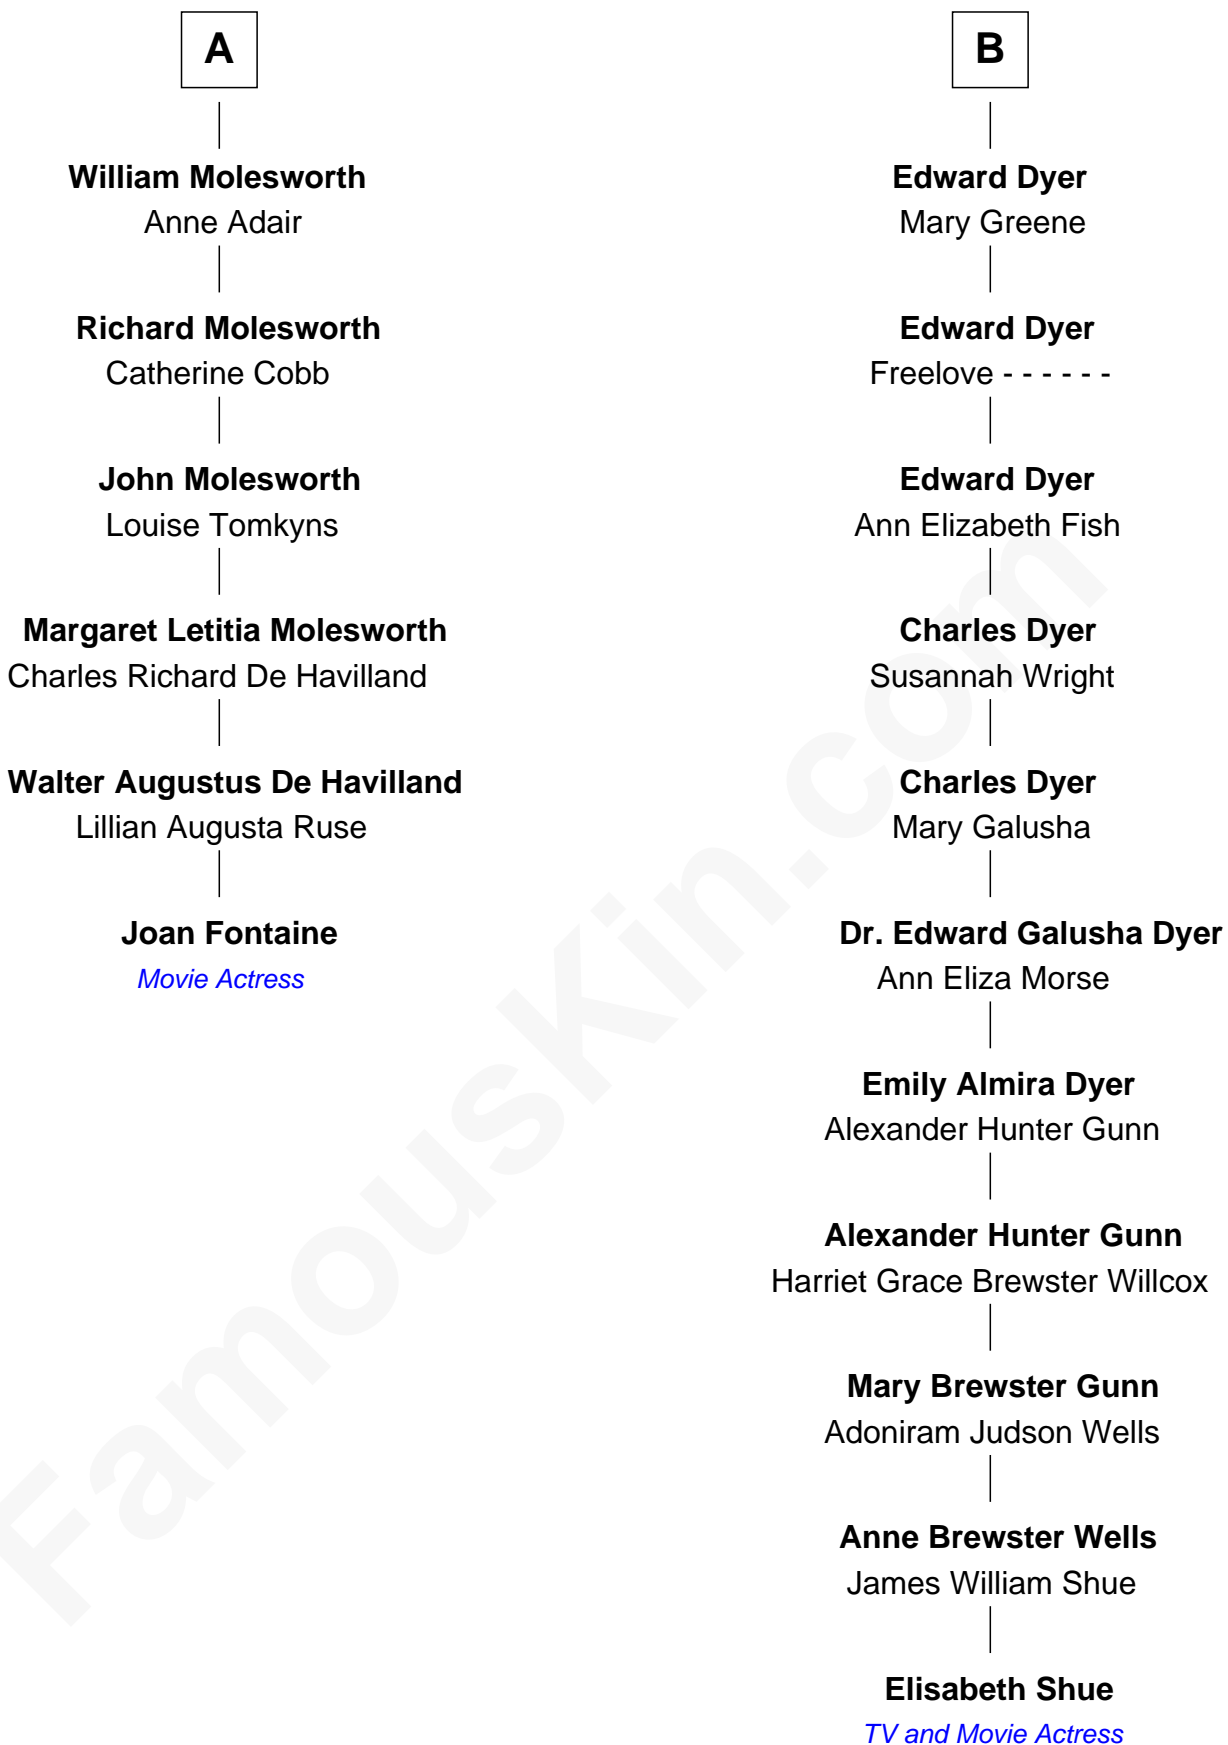 A
William Molesworth
Anne Adair
Richard Molesworth
Catherine Cobb
John Molesworth
Louise Tomkyns
Margaret Letitia Molesworth
Charles Richard De Havilland
Walter Augustus De Havilland
Lillian Augusta Ruse
Joan Fontaine
Movie Actress
B
Edward Dyer
Mary Greene
Edward Dyer
Freelove - - - - - -
Edward Dyer
Ann Elizabeth Fish
Charles Dyer
Susannah Wright
Charles Dyer
Mary Galusha
Dr. Edward Galusha Dyer
Ann Eliza Morse
Emily Almira Dyer
Alexander Hunter Gunn
Alexander Hunter Gunn
Harriet Grace Brewster Willcox
Mary Brewster Gunn
Adoniram Judson Wells
Anne Brewster Wells
James William Shue
Elisabeth Shue
TV and Movie Actress
FamousKin.com